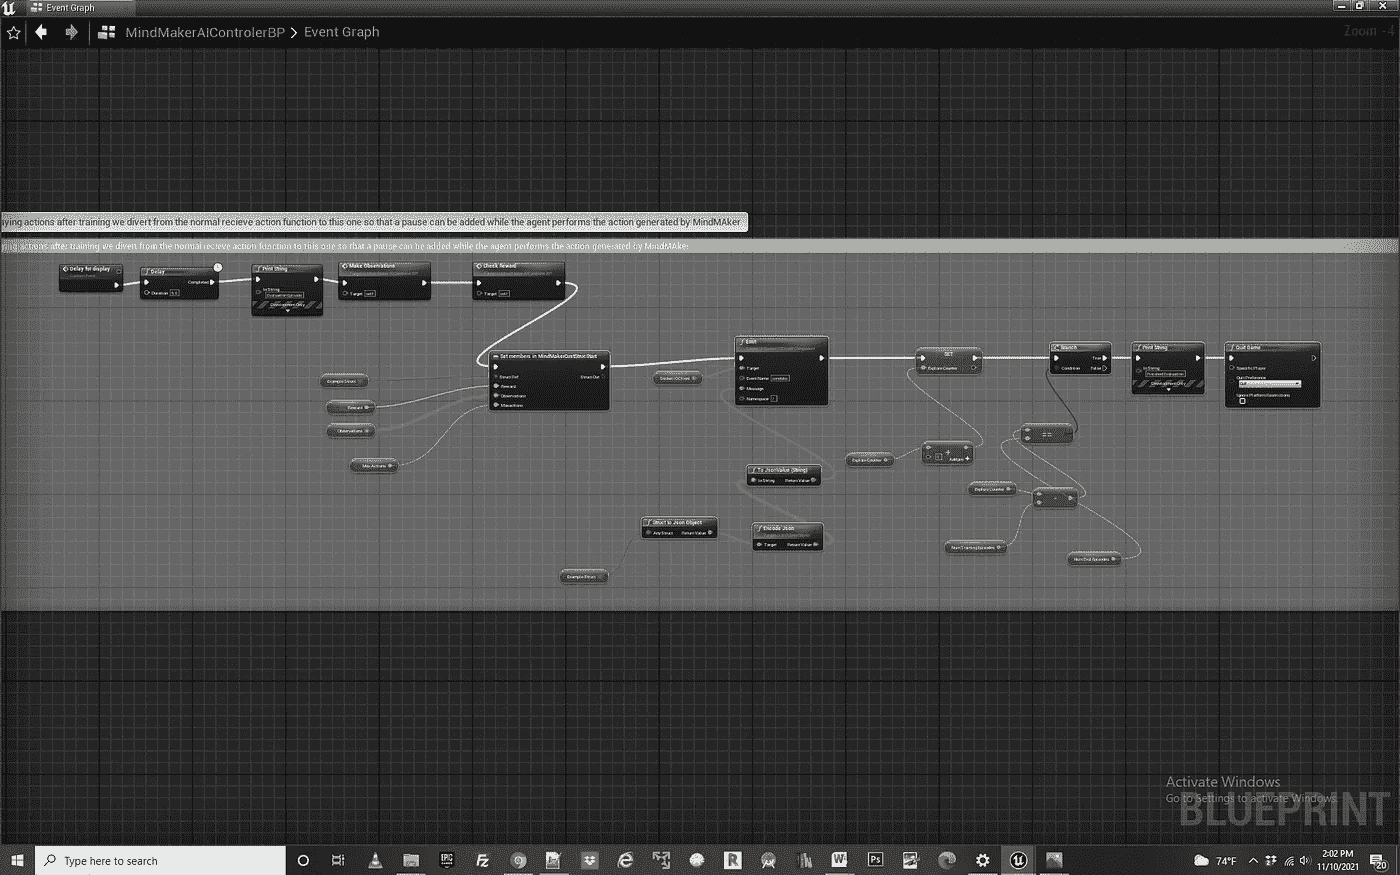 Event Graph
MindMakerAIControlerBP > Event Graph
Zoom -4
ying actions after training we divert from the normal recieve action function to this one so that a pause can be added while the agent performs the action generated by MindMAker
ying actions after training we divert from the normal recieve action function to this one so that a pause can be added while the agent performs the action generated by MindMAke
Delay for display
Delay
Completed
Duration
Print String
In String
Development Only
Make Observations
Target self
Check Reward
Target self
Set members in MindMakerCustStructStart
Struct Ref
Struct Out
Reward
Observations
Maxactions
Example Struct
Reward
Observations
Max Actions
Emit
Target
Event Name
Message
Namespace
SET
Explore Counter
Branch
Condition
True
False
Print String
In String
Development Only
Quit Game
Specific Player
Quit Preference
Quit
Ignore Platform Restrictions
==
Explore Counter
Add pin +
Explore Counter
Num Training Episodes
Num Eval Episodes
To JsonValue (String)
In String
Return Value
Struct to Json Object
Any Struct
Return Value
Encode Json
Target
Return Value
Example Struct
Activate Windows
Go to Settings to activate Windows.
BLUEPRINT
Type here to search
EPIC
Fz
R
W
Ps
74°F
2:02 PM
11/10/2021
20